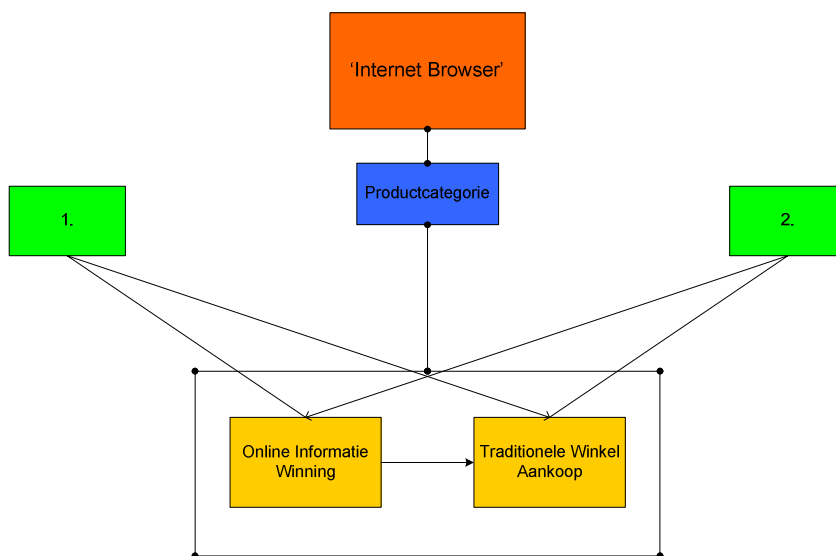 ‘Internet Browser’
Productcategorie
1.
2.
Online Informatie
Winning
Traditionele Winkel
Aankoop